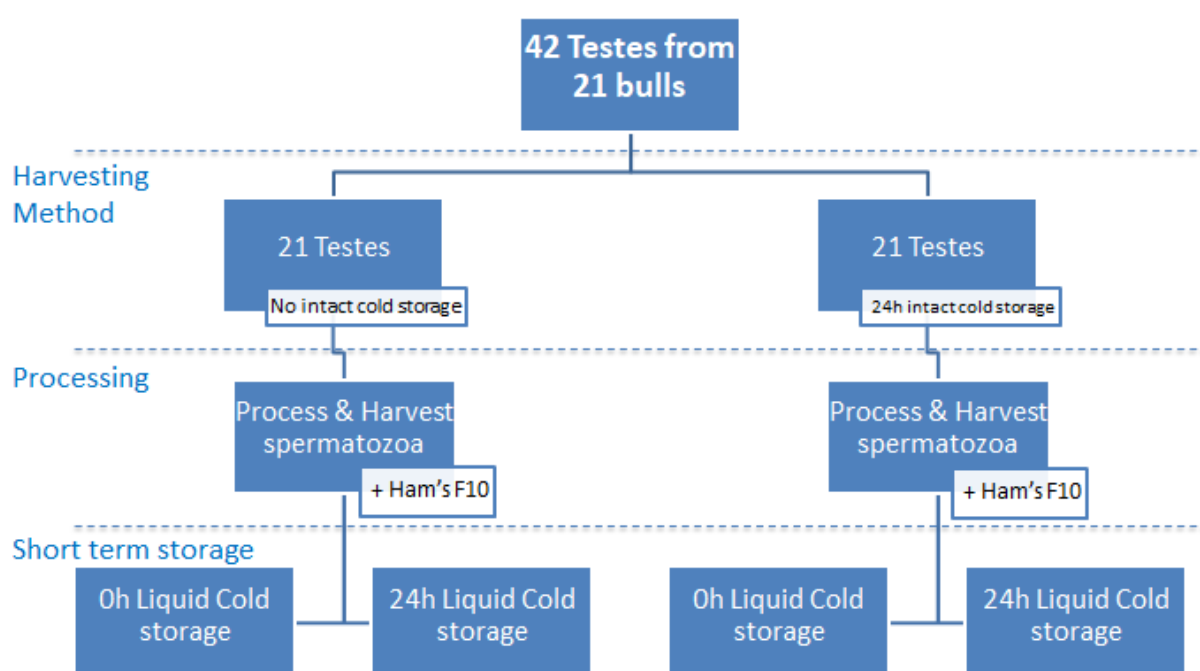 42 Testes from
21 bulls
Harvesting
Method
21 Testes
No intact cold storage
21 Testes
24h intact cold storage
Processing
Process & Harvest
spermatozoa
+ Ham's F10
Process & Harvest
spermatozoa
+ Ham's F10
Short term storage
0h Liquid Cold
storage
24h Liquid Cold
storage
0h Liquid Cold
storage
24h Liquid Cold
storage